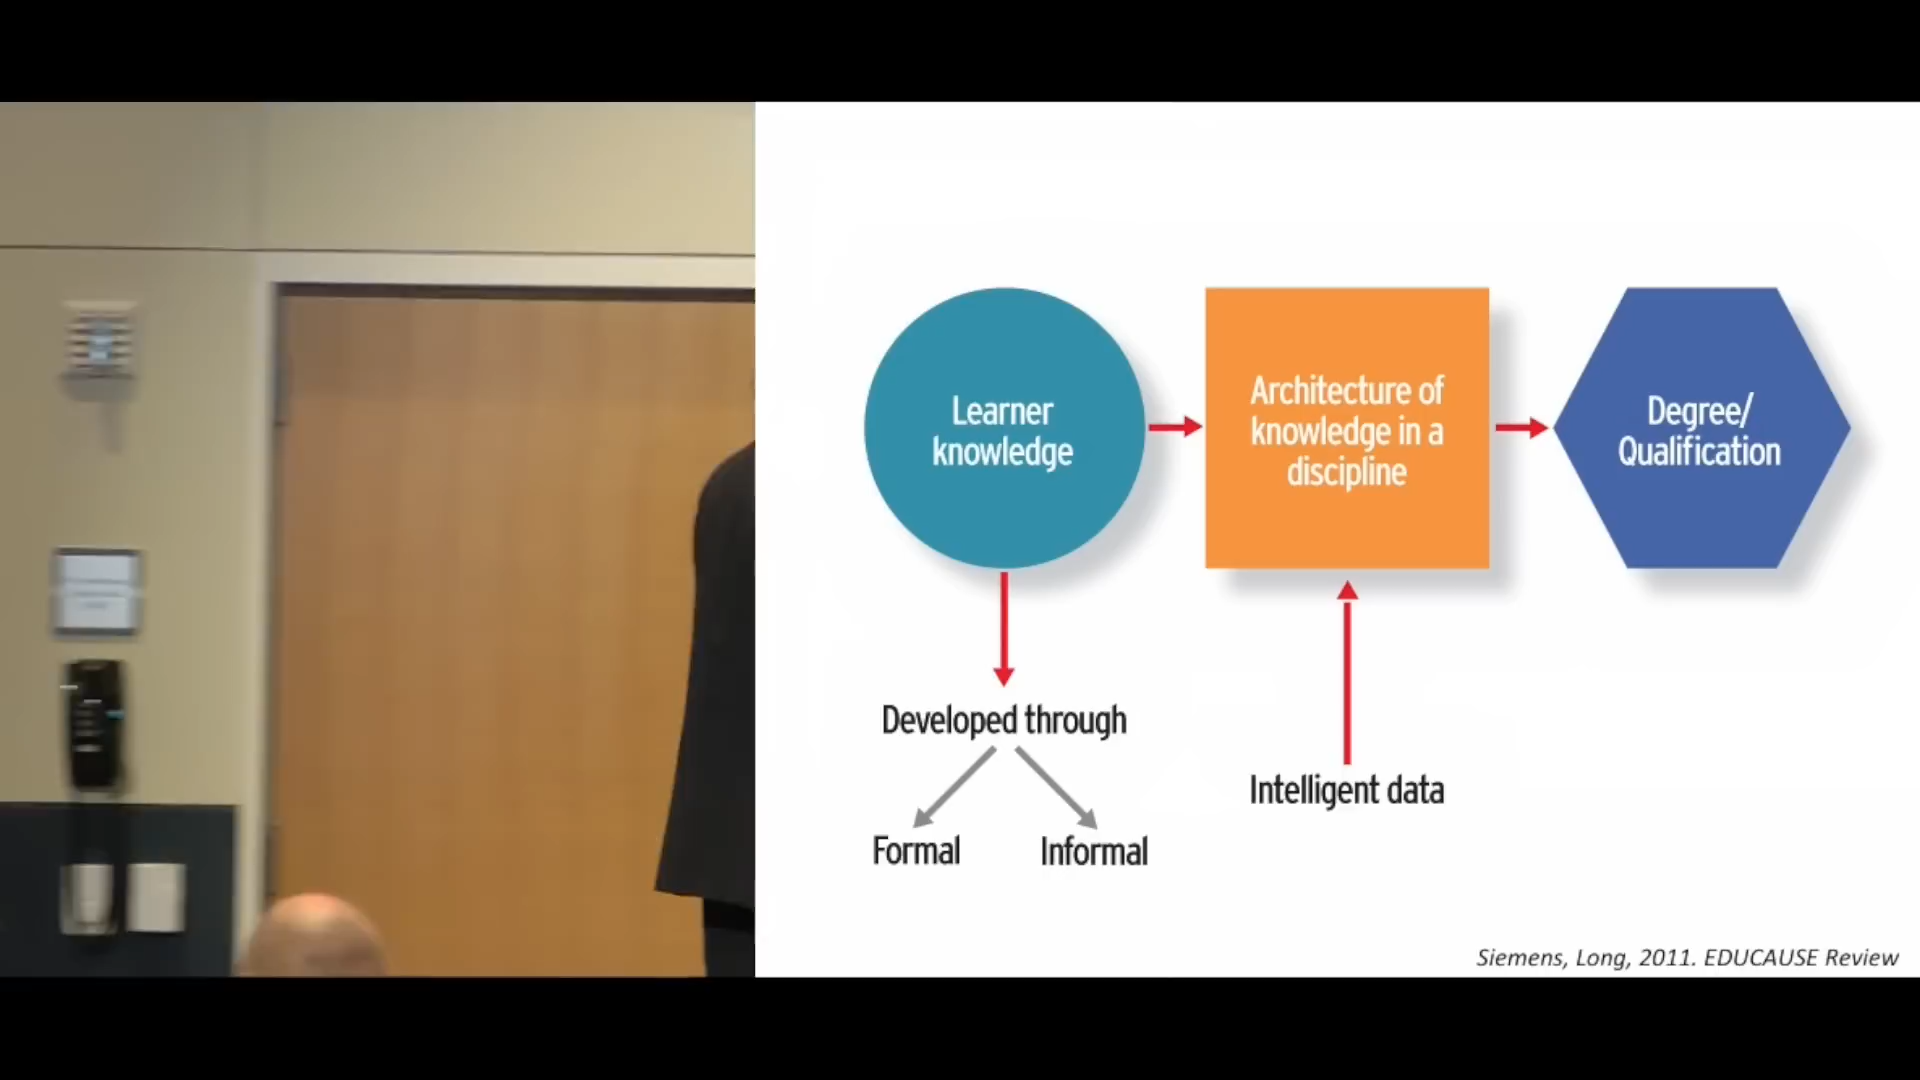 Learner
knowledge
Architecture of
knowledge in a
discipline
Degree/
Qualification
Developed through
Formal
Informal
Intelligent data
Siemens, Long, 2011. EDUCAUSE Review